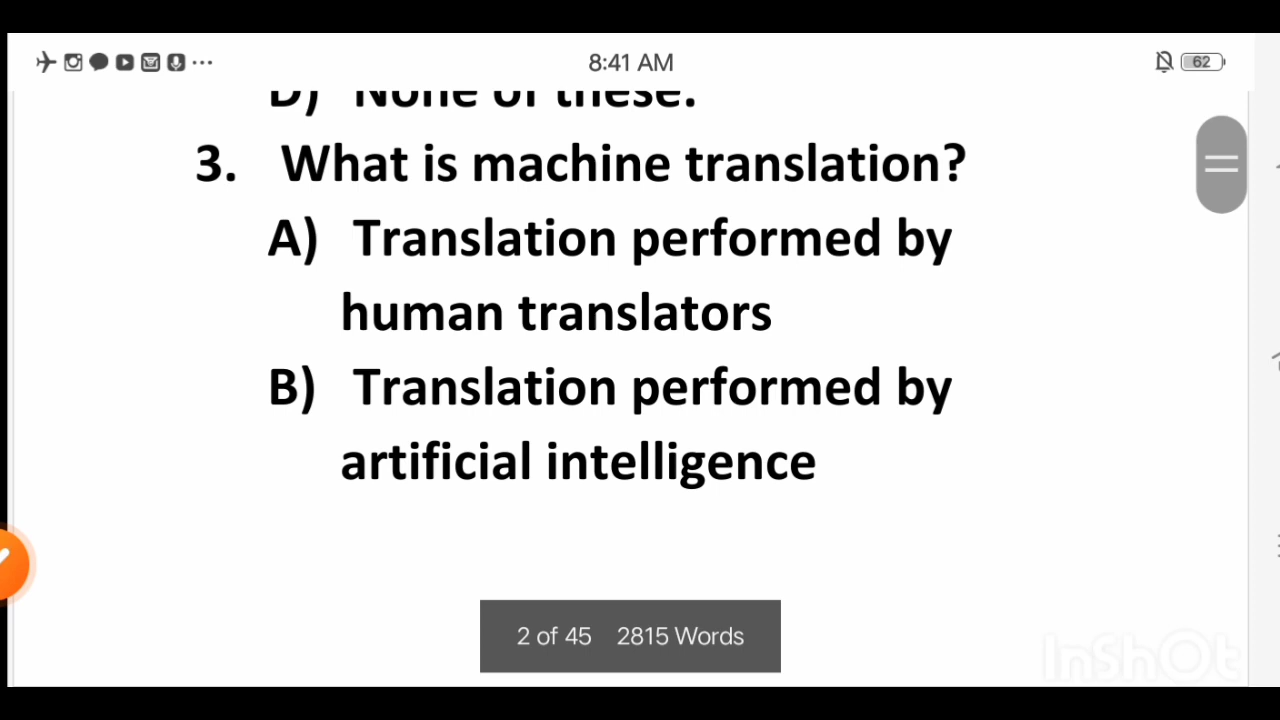 8:41 AM
62
D) None of these.
3. What is machine translation?
A) Translation performed by
human translators
B) Translation performed by
artificial intelligence
2 of 45 2815 Words
InShOt